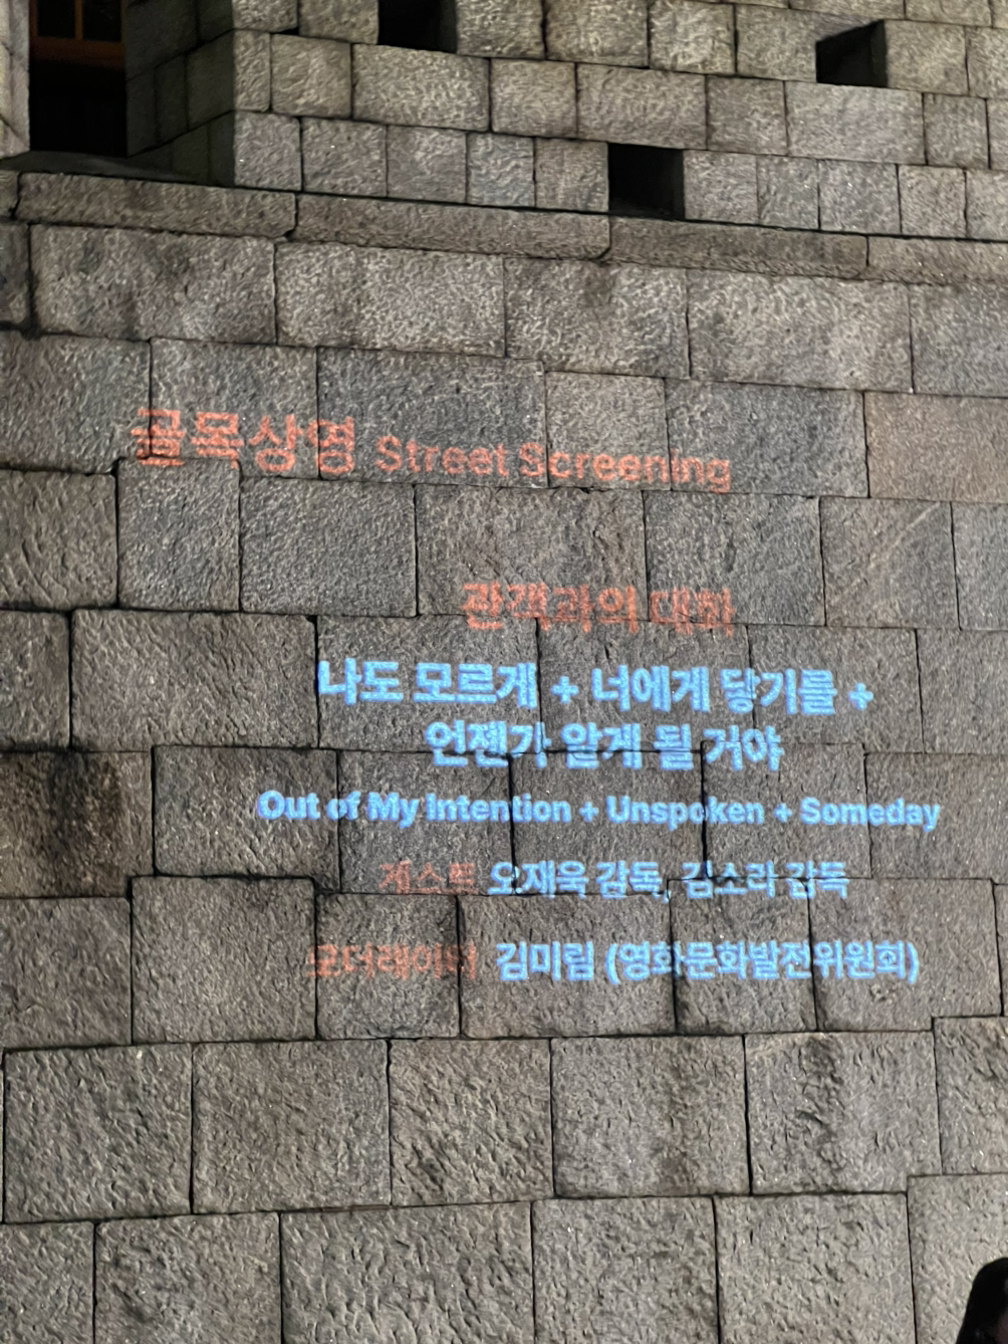 골목상영 Street Screening
관객과의 대화
나도 모르게 + 너에게 닿기를 +
언젠가 알게 될 거야
Out of My Intention + Unspoken + Someday
게스트 오재욱 감독, 김소라 감독
모더레이터 김미림 (영화문화발전위원회)